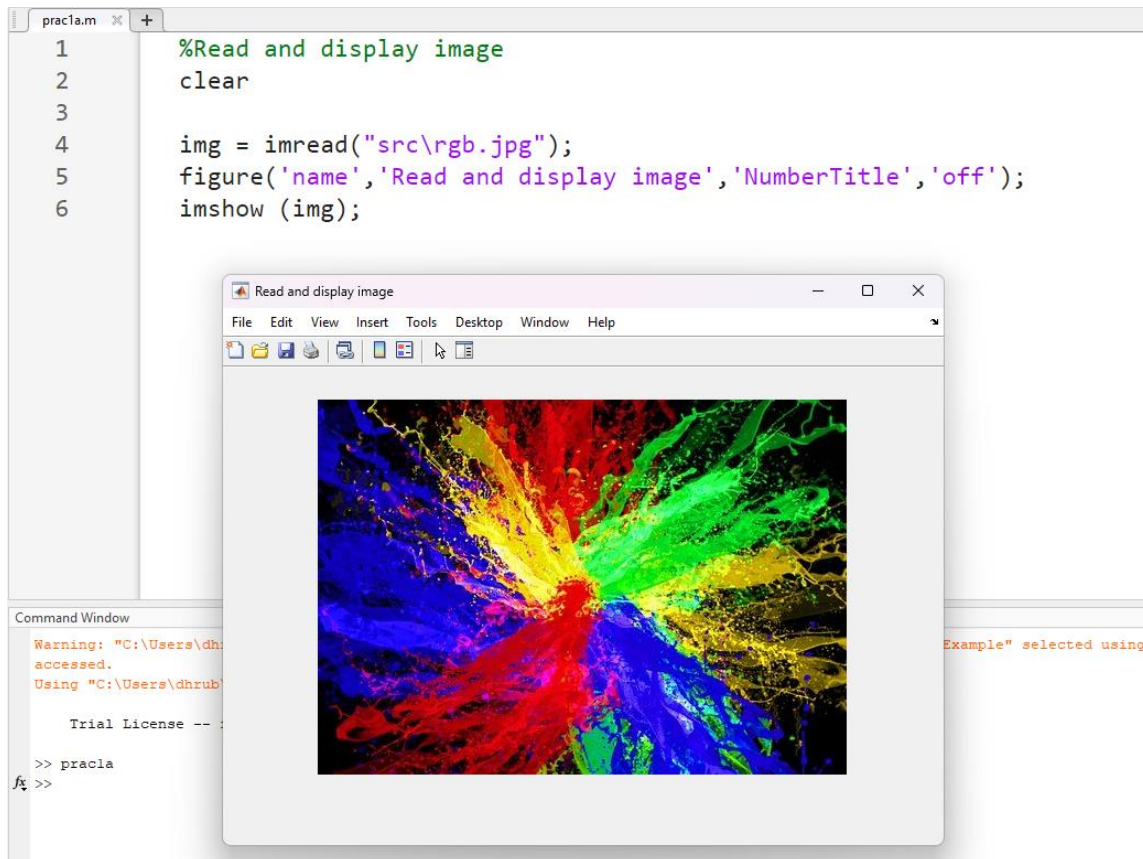 prac1a.m
1 %Read and display image
2 clear
3
4 img = imread("src\rgb.jpg");
5 figure('name','Read and display image','NumberTitle','off');
6 imshow (img);
Read and display image
File Edit View Insert Tools Desktop Window Help
Command Window
Warning: "C:\Users\ Example" selected using
accessed.
Using "C:\Users\dhrub
Trial License --
>> prac1a
fx >>